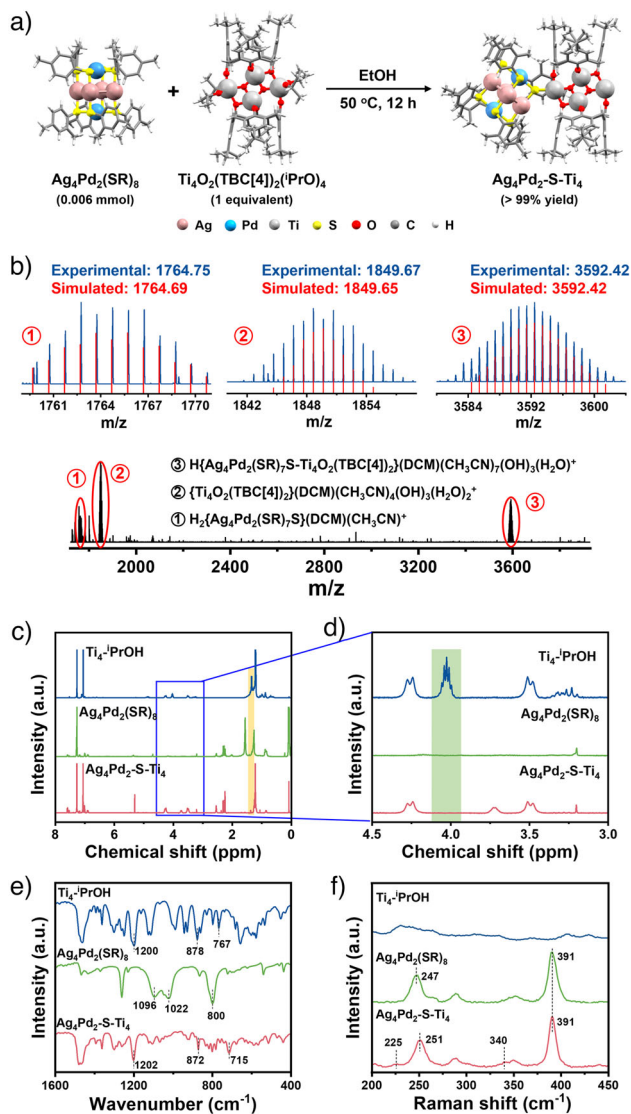 a)
EtOH
50 °C, 12 h
+
Ag₄Pd₂(SR)₈
(0.006 mmol)
Ti₄O₂(TBC[4])₂(ⁱPrO)₄
(1 equivalent)
Ag₄Pd₂-S-Ti₄
(> 99% yield)
Ag Pd Ti S O C H
b)
Experimental: 1764.75
Simulated: 1764.69
Experimental: 1849.67
Simulated: 1849.65
Experimental: 3592.42
Simulated: 3592.42
① ② ③
1761 1764 1767 1770
m/z
1842 1848 1854
m/z
3584 3592 3600
m/z
③ H{Ag₄Pd₂(SR)₇S-Ti₄O₂(TBC[4])₂}(DCM)(CH₃CN)₇(OH)₃(H₂O)⁺
② {Ti₄O₂(TBC[4])₂}(DCM)(CH₃CN)₄(OH)₃(H₂O)₂⁺
① H₂{Ag₄Pd₂(SR)₇S}(DCM)(CH₃CN)⁺
① ② ③
2000 2400 2800 3200 3600
m/z
c)
Intensity (a.u.)
Ti₄-ⁱPrOH
Ag₄Pd₂(SR)₈
Ag₄Pd₂-S-Ti₄
8 6 4 2 0
Chemical shift (ppm)
d)
Intensity (a.u.)
Ti₄-ⁱPrOH
Ag₄Pd₂(SR)₈
Ag₄Pd₂-S-Ti₄
4.5 4.0 3.5 3.0
Chemical shift (ppm)
e)
Intensity (a.u.)
Ti₄-ⁱPrOH
1200 878 767
Ag₄Pd₂(SR)₈
1096 1022 800
Ag₄Pd₂-S-Ti₄
1202 872 715
1600 1200 800 400
Wavenumber (cm⁻¹)
f)
Intensity (a.u.)
Ti₄-ⁱPrOH
Ag₄Pd₂(SR)₈
247 391
Ag₄Pd₂-S-Ti₄
225 251 340 391
200 250 300 350 400 450
Raman shift (cm⁻¹)